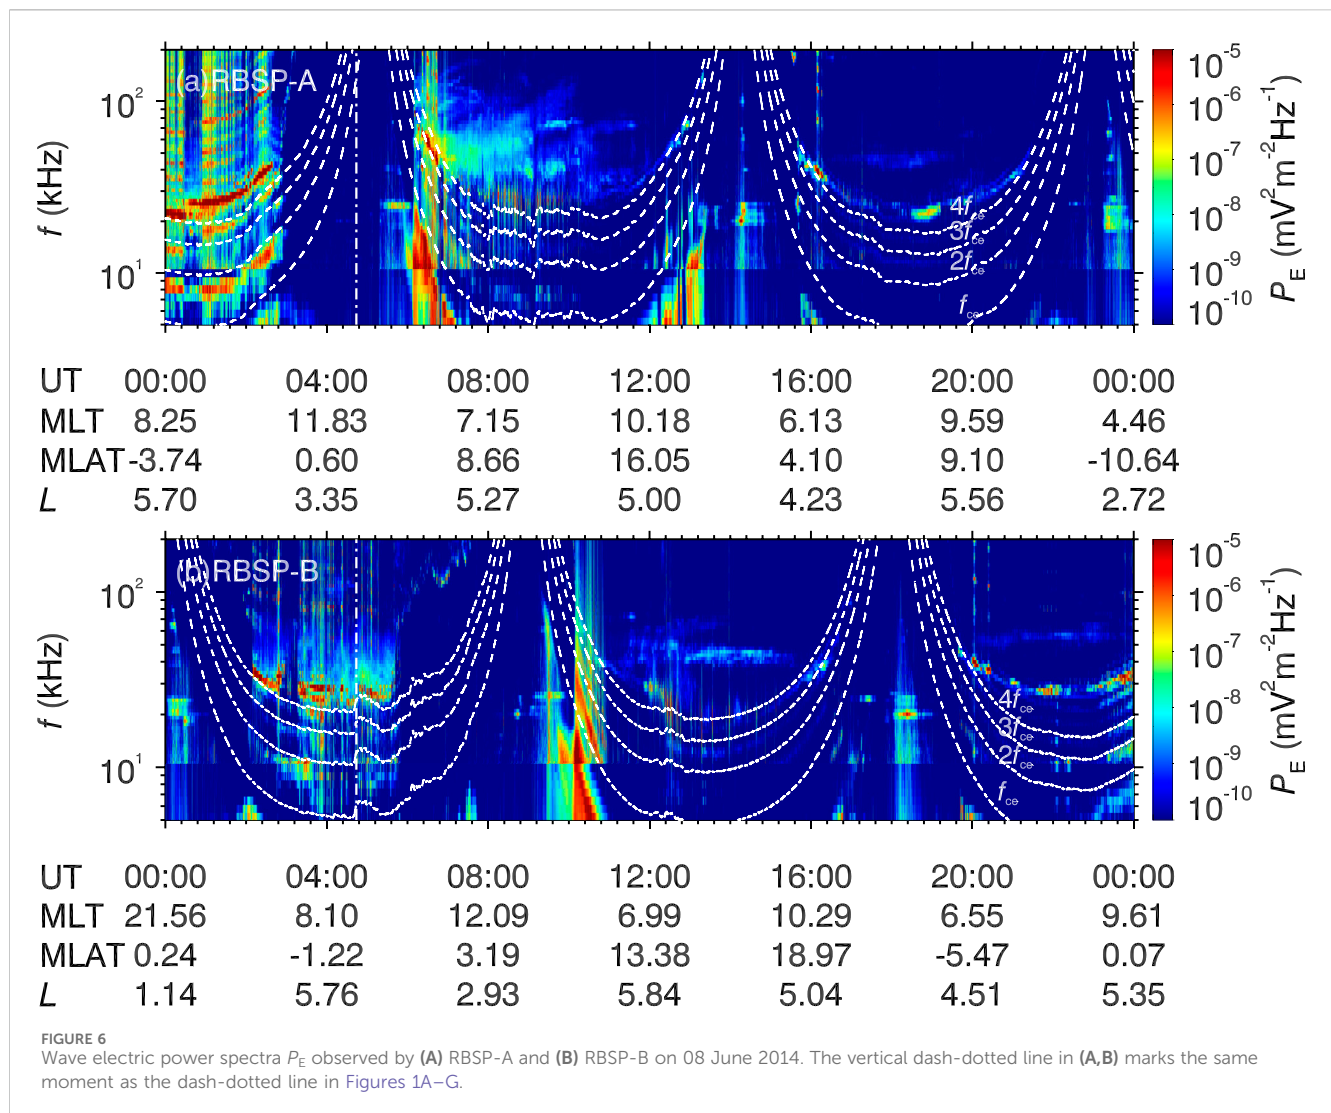 (a)RBSP-A
10²
10¹
f (kHz)
4fce
3fce
2fce
fce
10-5
10-6
10-7
10-8
10-9
10-10
PE (mV²m-2Hz-1)
UT 00:00 04:00 08:00 12:00 16:00 20:00 00:00
MLT 8.25 11.83 7.15 10.18 6.13 9.59 4.46
MLAT -3.74 0.60 8.66 16.05 4.10 9.10 -10.64
L 5.70 3.35 5.27 5.00 4.23 5.56 2.72
(b)RBSP-B
10²
10¹
f (kHz)
4fce
3fce
2fce
fce
10-5
10-6
10-7
10-8
10-9
10-10
PE (mV²m-2Hz-1)
UT 00:00 04:00 08:00 12:00 16:00 20:00 00:00
MLT 21.56 8.10 12.09 6.99 10.29 6.55 9.61
MLAT 0.24 -1.22 3.19 13.38 18.97 -5.47 0.07
L 1.14 5.76 2.93 5.84 5.04 4.51 5.35
FIGURE 6
Wave electric power spectra PE observed by (A) RBSP-A and (B) RBSP-B on 08 June 2014. The vertical dash-dotted line in (A,B) marks the same
moment as the dash-dotted line in Figures 1A–G.